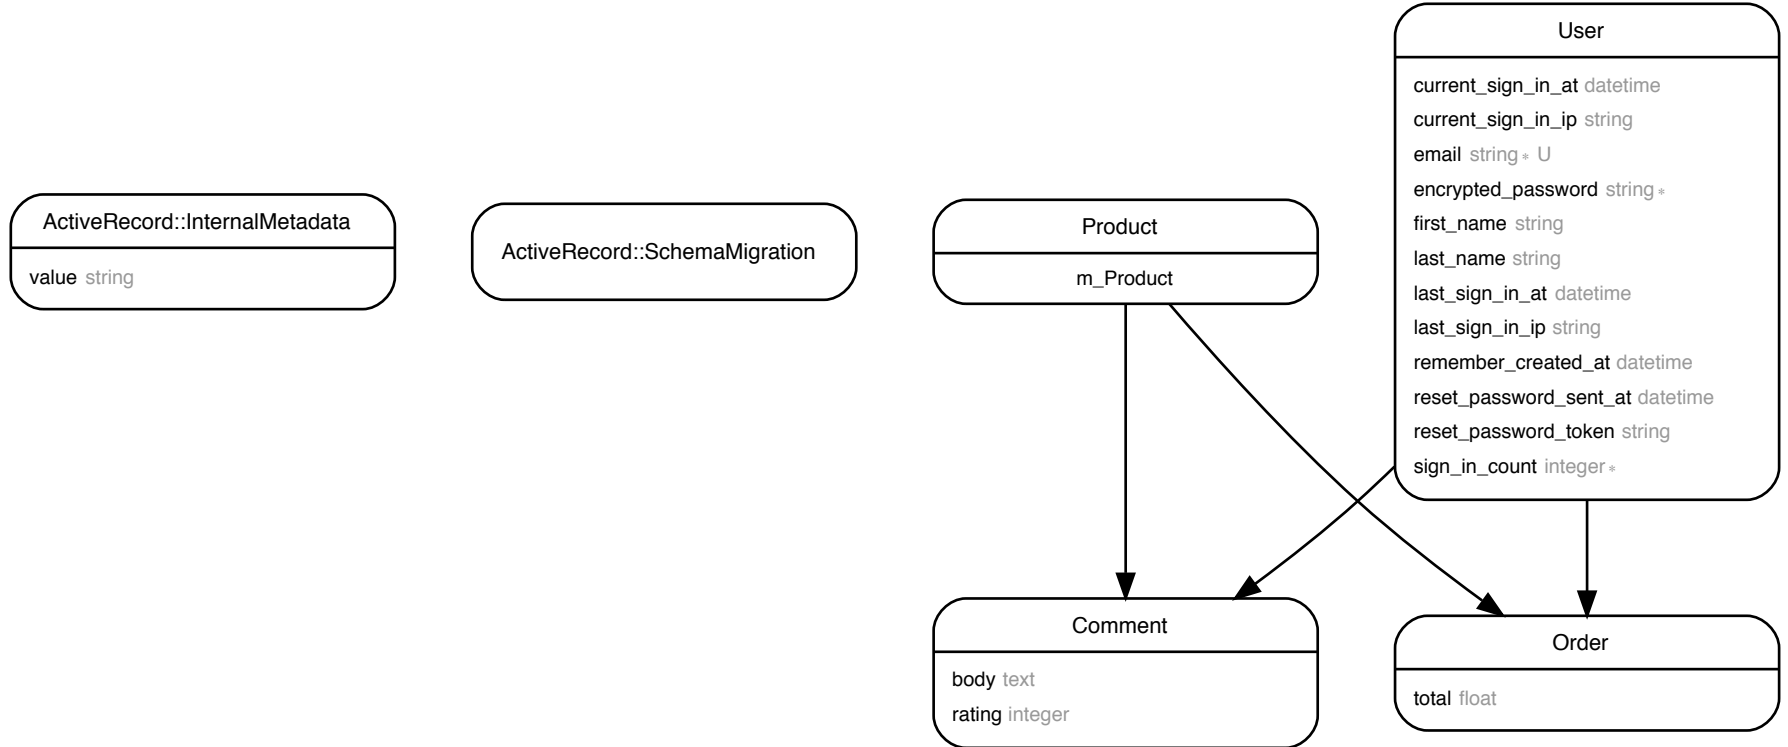 User
current_sign_in_at datetime
current_sign_in_ip string
email string* U
encrypted_password string*
first_name string
last_name string
last_sign_in_at datetime
last_sign_in_ip string
remember_created_at datetime
reset_password_sent_at datetime
reset_password_token string
sign_in_count integer*
ActiveRecord::InternalMetadata
value string
ActiveRecord::SchemaMigration
Product
m_Product
Comment
body text
rating integer
Order
total float